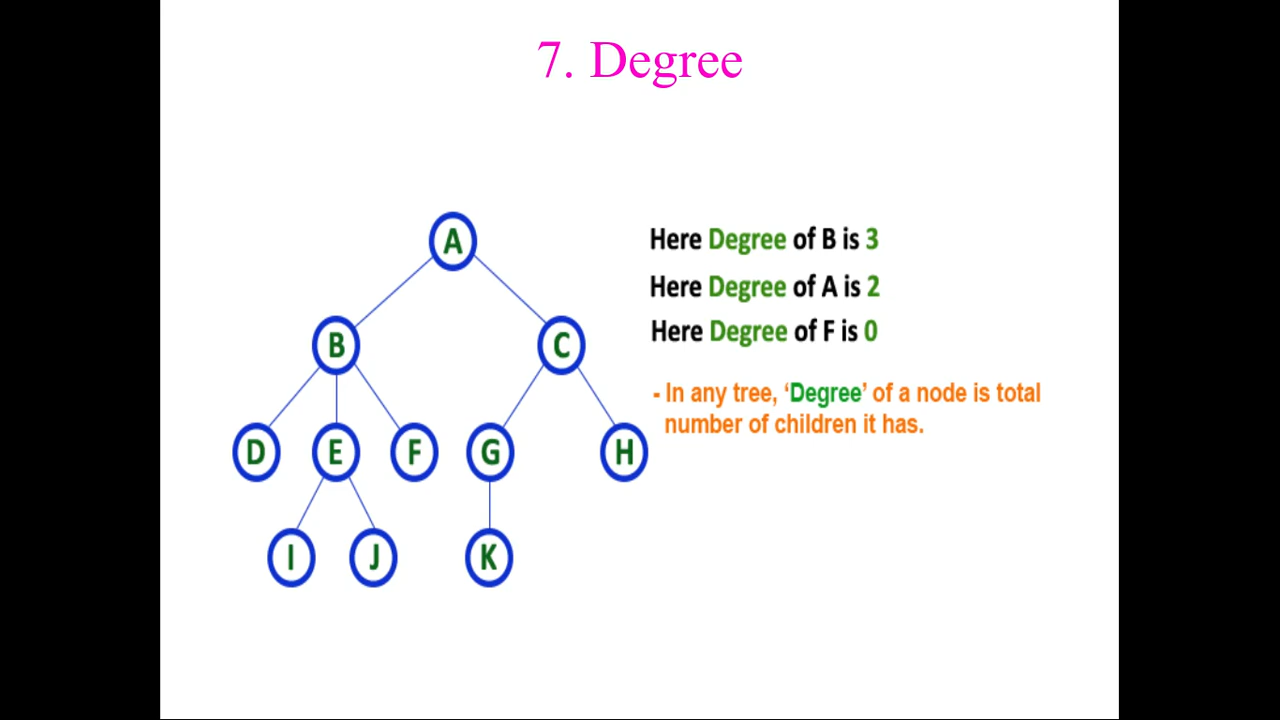 7. Degree
A
Here Degree of B is 3
Here Degree of A is 2
Here Degree of F is 0
B C
- In any tree, ‘Degree’ of a node is total
number of children it has.
D E F G H
I J K